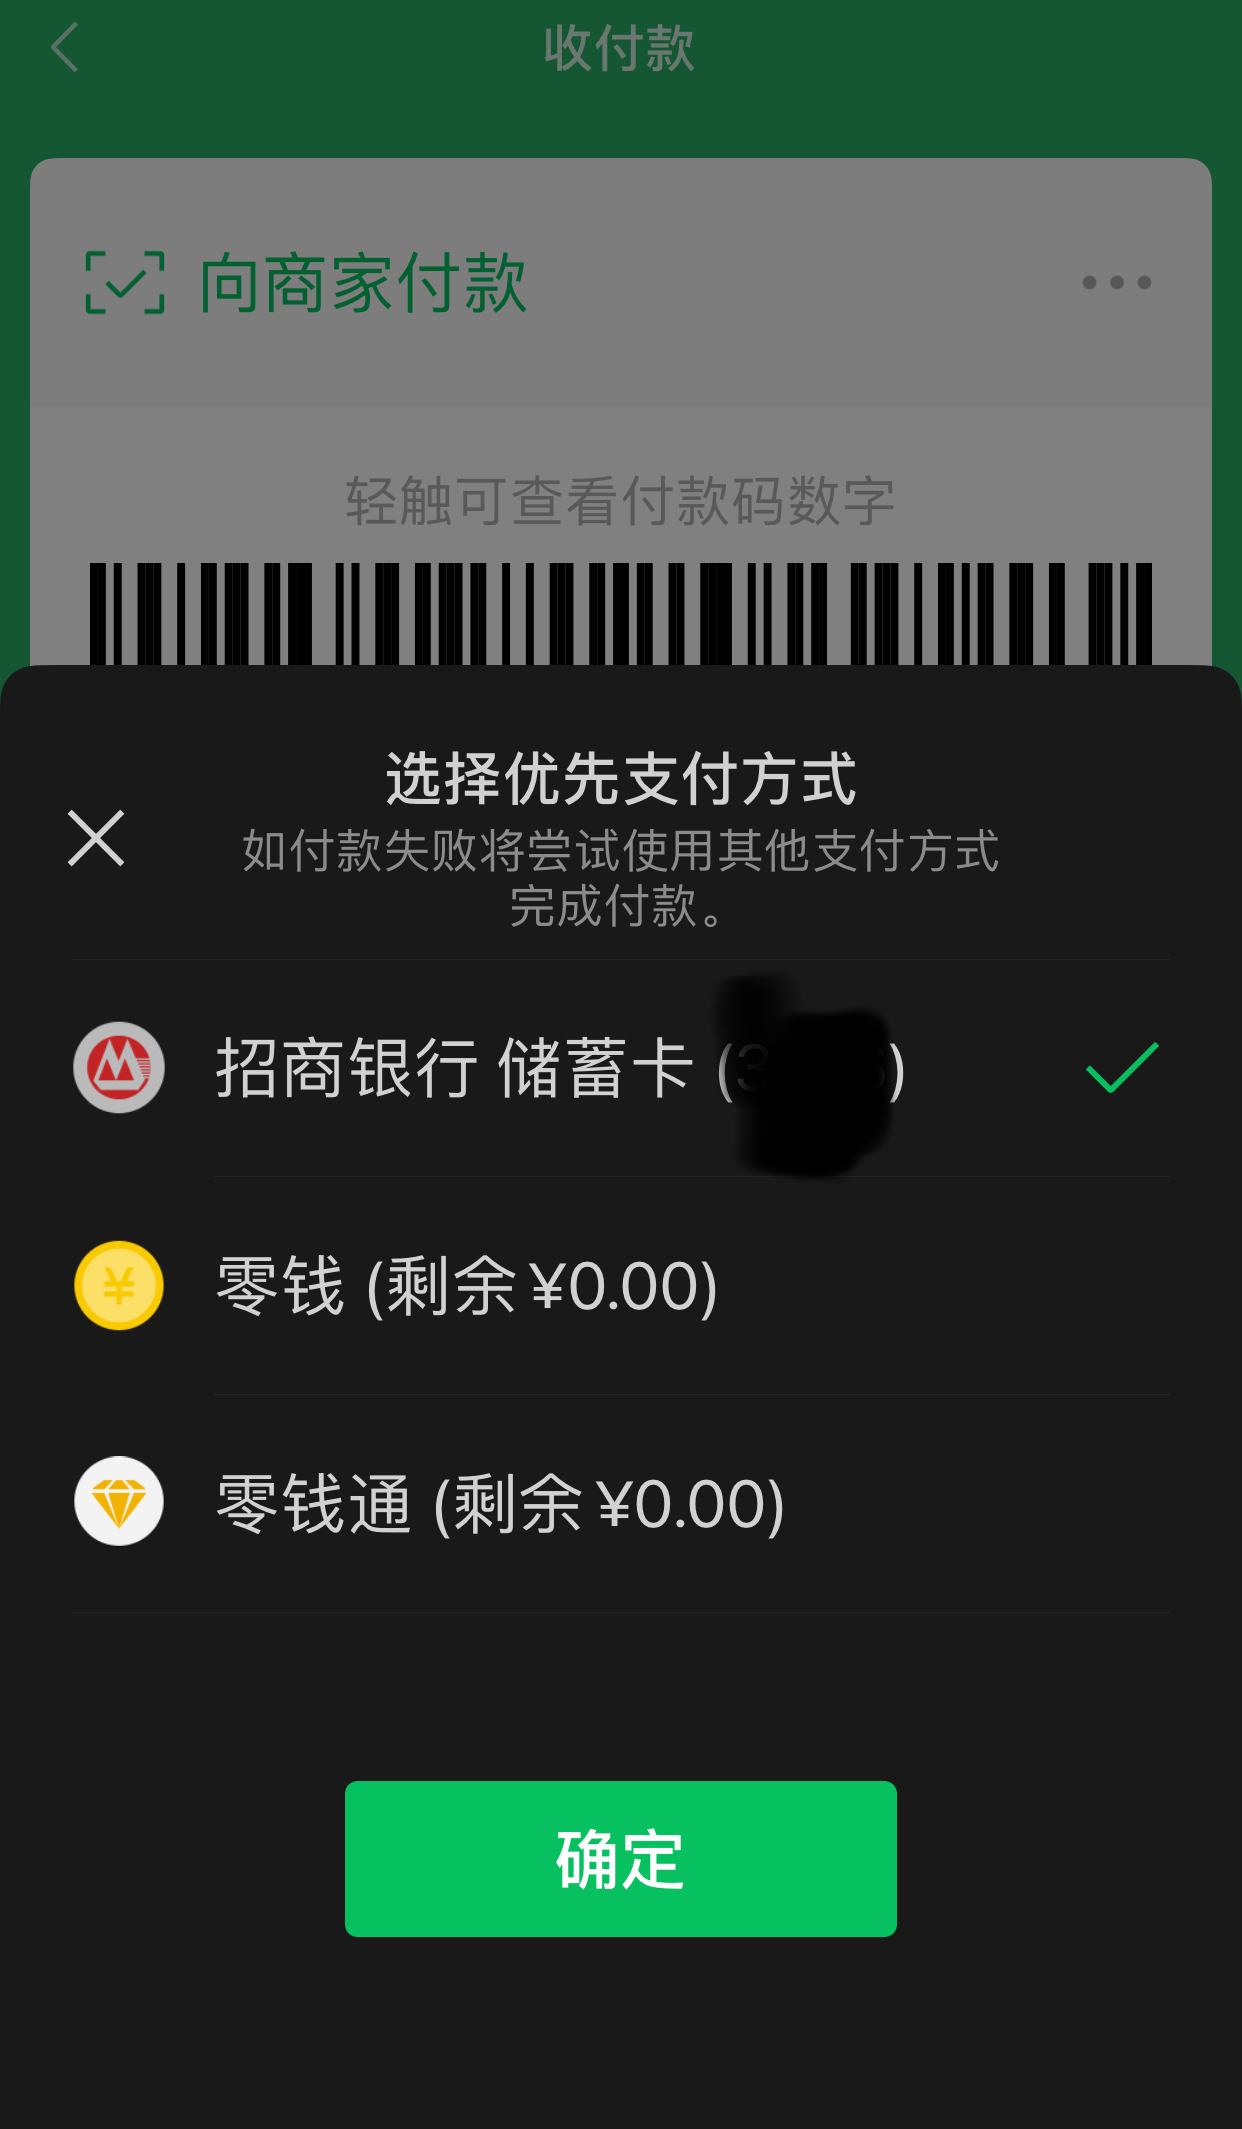 收付款
向商家付款
轻触可查看付款码数字
选择优先支付方式
如付款失败将尝试使用其他支付方式
完成付款。
招商银行 储蓄卡 ()
零钱 (剩余 ¥0.00)
零钱通 (剩余 ¥0.00)
确定